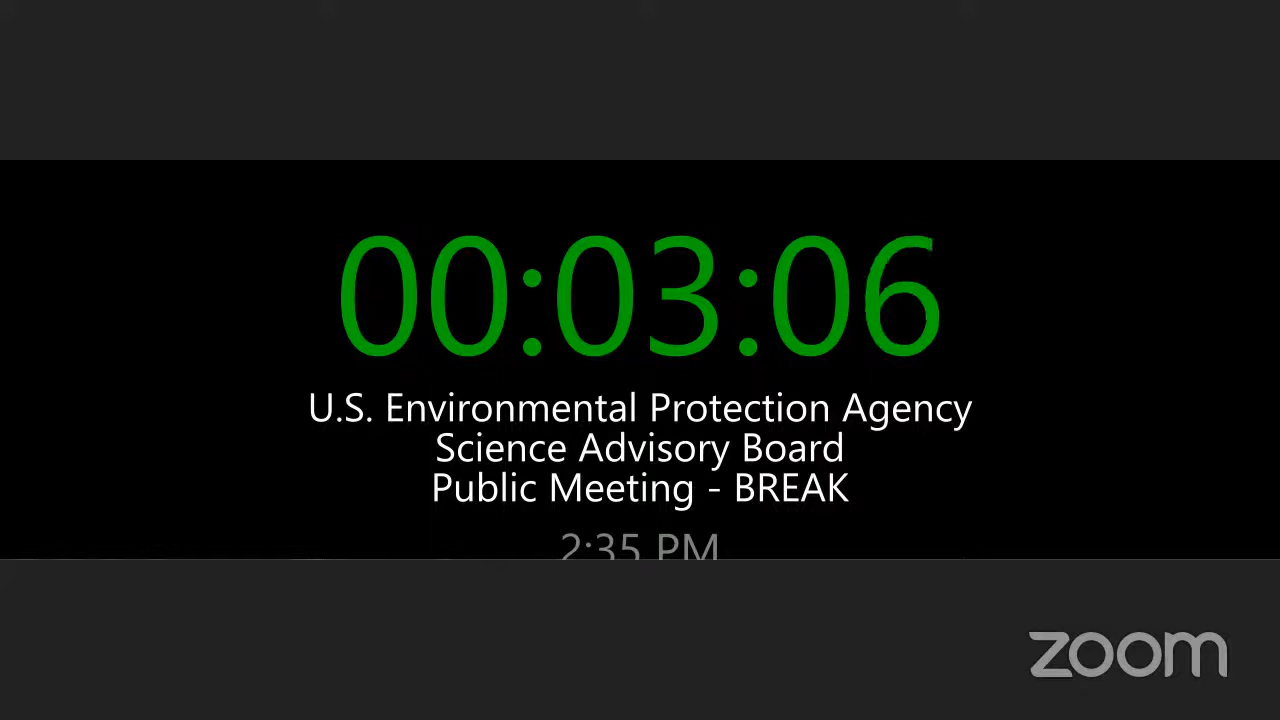 00:03:06
U.S. Environmental Protection Agency
Science Advisory Board
Public Meeting - BREAK
2:35 PM
zoom